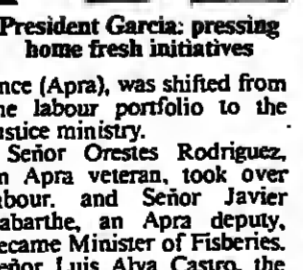 President Garcia: pressing
home fresh initiatives
nce (Apra), was shifted from
he labour portfolio to the
ustice ministry.
Señor Orestes Rodriguez,
n Apra veteran, took over
abour. and Señor Javier
abarthe, an Apra deputy,
ecame Minister of Fisheries.
eñor Luis Alva Castro, the